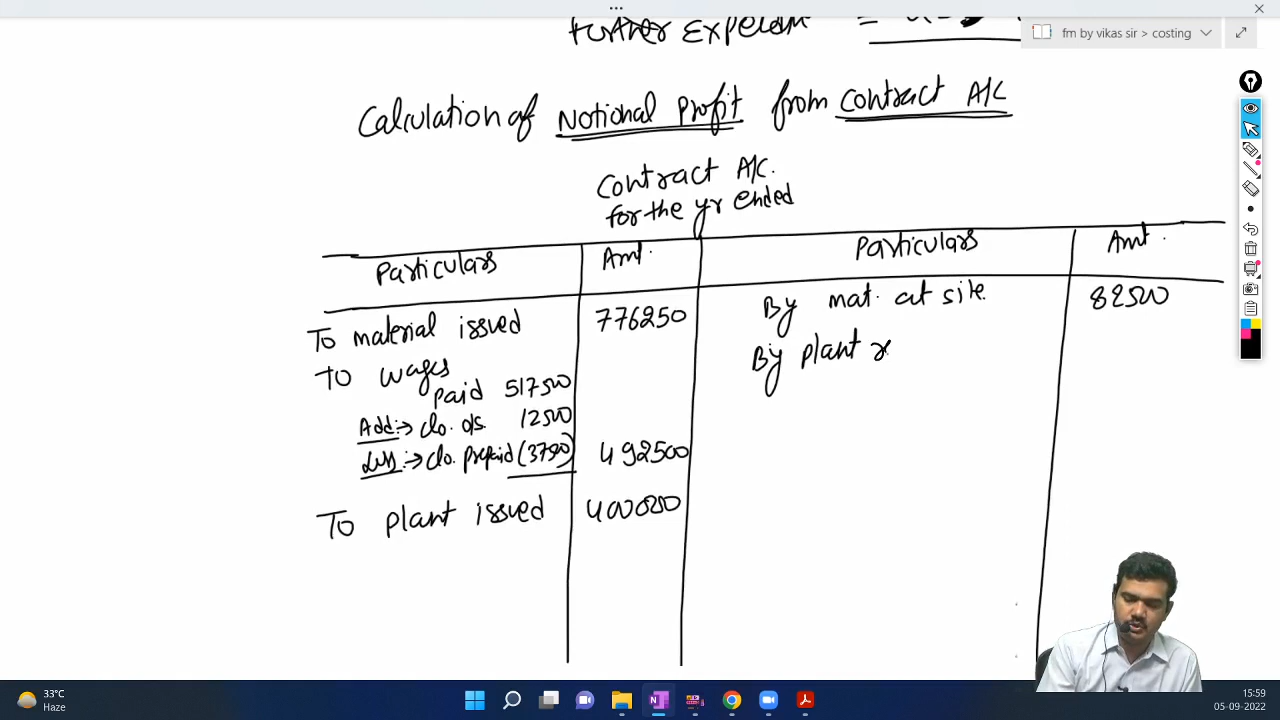 fm by vikas sir > costing
Further Expected =
Calculation of Notional Profit from Contract A/C
Contract A/C.
for the yr ended
Particulars Amt. Particulars Amt.
To material issued 776250 By mat. at site. 82500
To wages By plant
paid 517500
Add:→ clo. o/s. 12500
Less:→ clo. prepaid 492500
To plant issued
33°C
Haze
15:59
05-09-2022